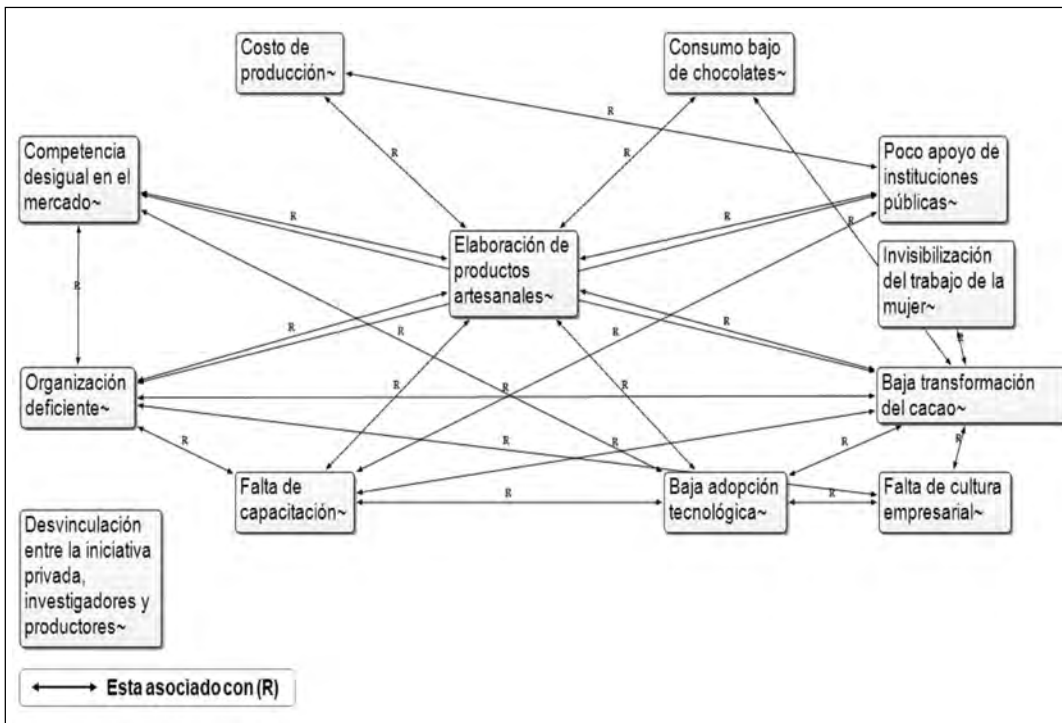 Costo de
producción~
Consumo bajo
de chocolates~
R
Competencia
desigual en el
mercado~
R
R
Poco apoyo de
instituciones
públicas~
R
R
R
Elaboración de
productos
artesanales~
Invisibilización
del trabajo de la
mujer~
R
R
R
R
R
Organización
deficiente~
R
R
R
Baja transformación
del cacao~
R
R
R
R
R
Falta de
capacitación~
R
Baja adopción
tecnológica~
R
Falta de cultura
empresarial~
Desvinculación
entre la iniciativa
privada,
investigadores y
productores~
Esta asociado con (R)